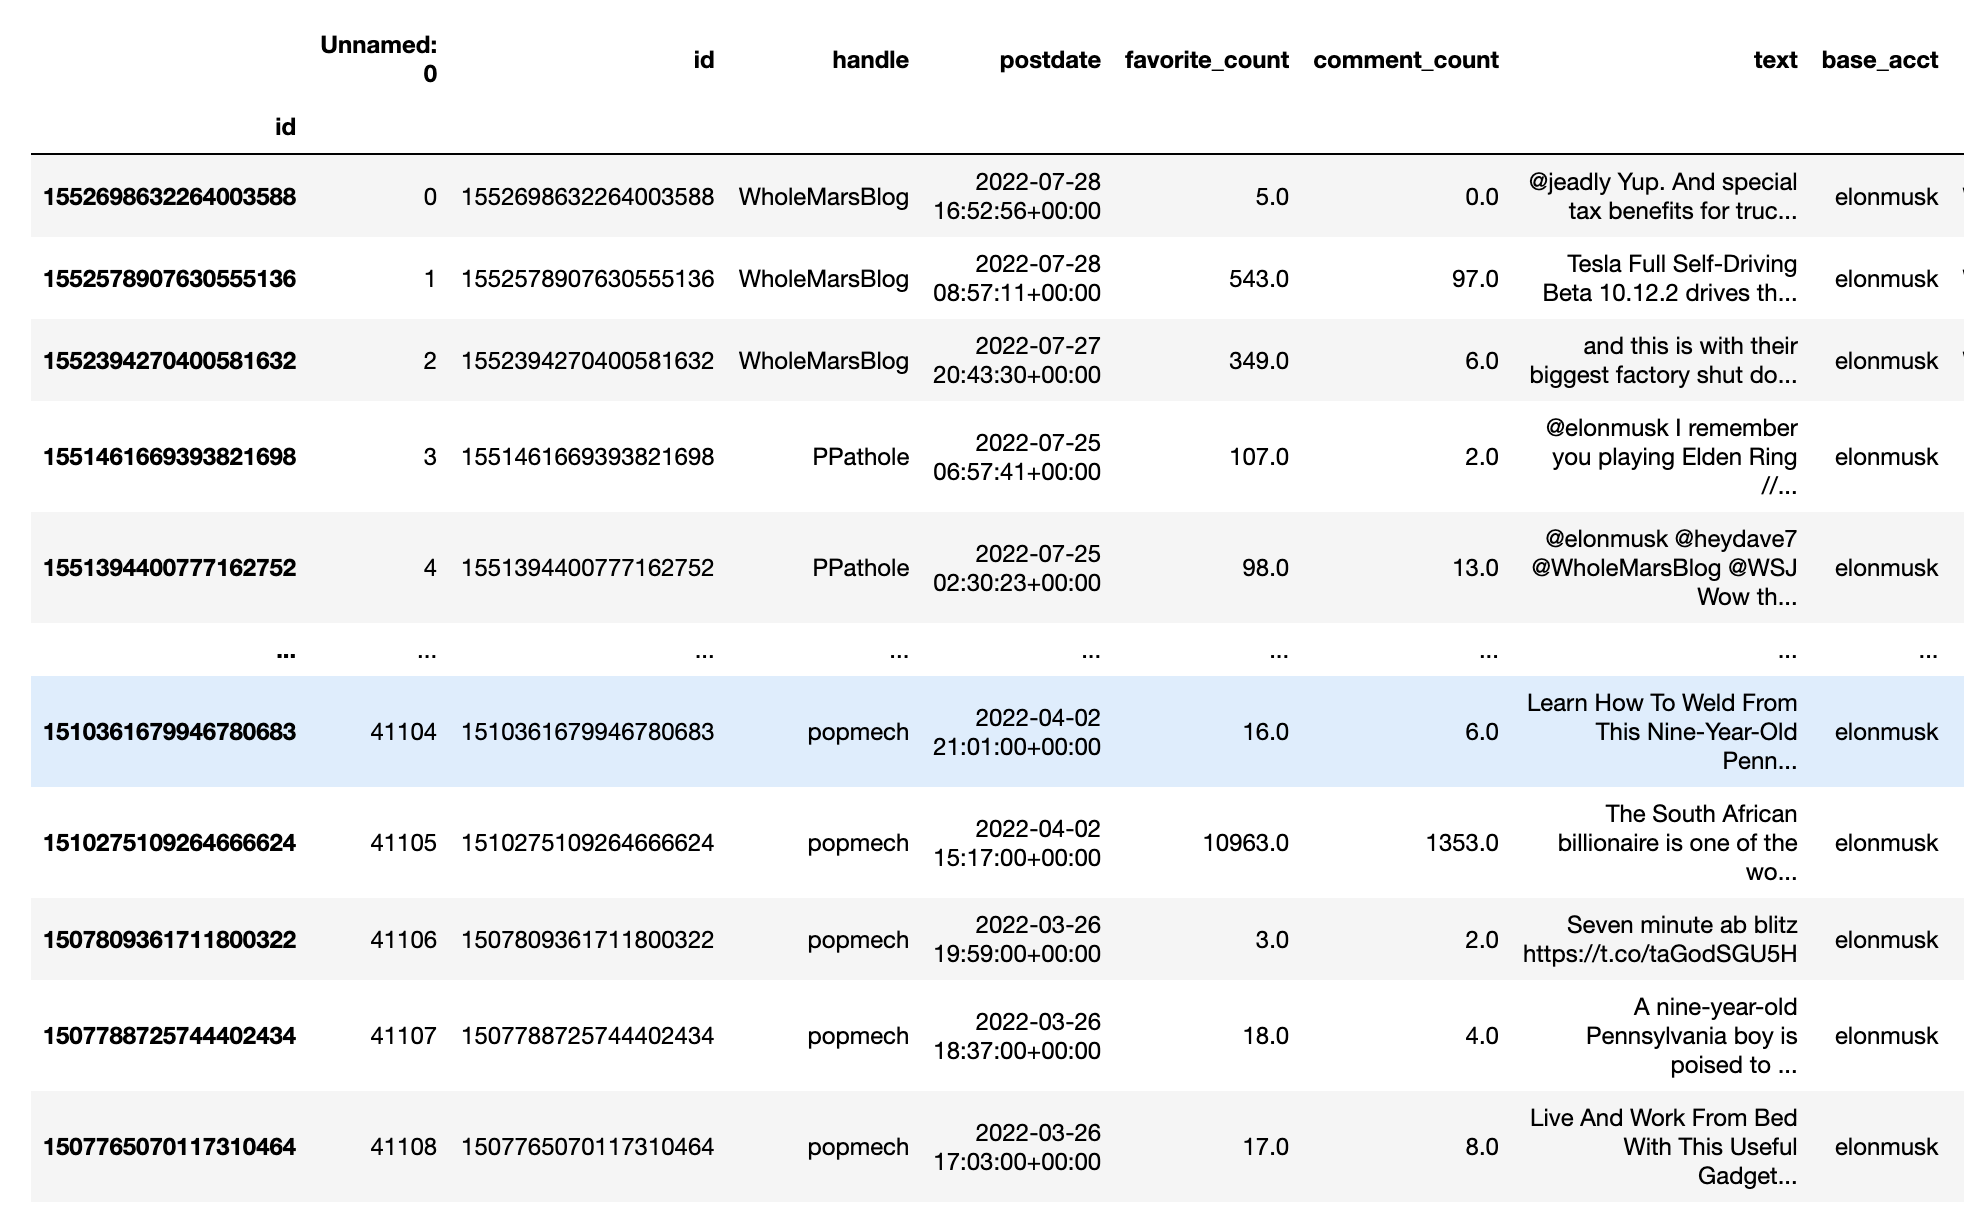 Unnamed: 0 id handle postdate favorite_count comment_count text base_acct
id
1552698632264003588 0 1552698632264003588 WholeMarsBlog 2022-07-28 16:52:56+00:00 5.0 0.0 @jeadly Yup. And special tax benefits for truc... elonmusk
1552578907630555136 1 1552578907630555136 WholeMarsBlog 2022-07-28 08:57:11+00:00 543.0 97.0 Tesla Full Self-Driving Beta 10.12.2 drives th... elonmusk
1552394270400581632 2 1552394270400581632 WholeMarsBlog 2022-07-27 20:43:30+00:00 349.0 6.0 and this is with their biggest factory shut do... elonmusk
1551461669393821698 3 1551461669393821698 PPathole 2022-07-25 06:57:41+00:00 107.0 2.0 @elonmusk I remember you playing Elden Ring //... elonmusk
1551394400777162752 4 1551394400777162752 PPathole 2022-07-25 02:30:23+00:00 98.0 13.0 @elonmusk @heydave7 @WholeMarsBlog @WSJ Wow th... elonmusk
... ... ... ... ... ... ... ... ...
1510361679946780683 41104 1510361679946780683 popmech 2022-04-02 21:01:00+00:00 16.0 6.0 Learn How To Weld From This Nine-Year-Old Penn... elonmusk
1510275109264666624 41105 1510275109264666624 popmech 2022-04-02 15:17:00+00:00 10963.0 1353.0 The South African billionaire is one of the wo... elonmusk
1507809361711800322 41106 1507809361711800322 popmech 2022-03-26 19:59:00+00:00 3.0 2.0 Seven minute ab blitz https://t.co/taGodSGU5H elonmusk
1507788725744402434 41107 1507788725744402434 popmech 2022-03-26 18:37:00+00:00 18.0 4.0 A nine-year-old Pennsylvania boy is poised to ... elonmusk
1507765070117310464 41108 1507765070117310464 popmech 2022-03-26 17:03:00+00:00 17.0 8.0 Live And Work From Bed With This Useful Gadget... elonmusk